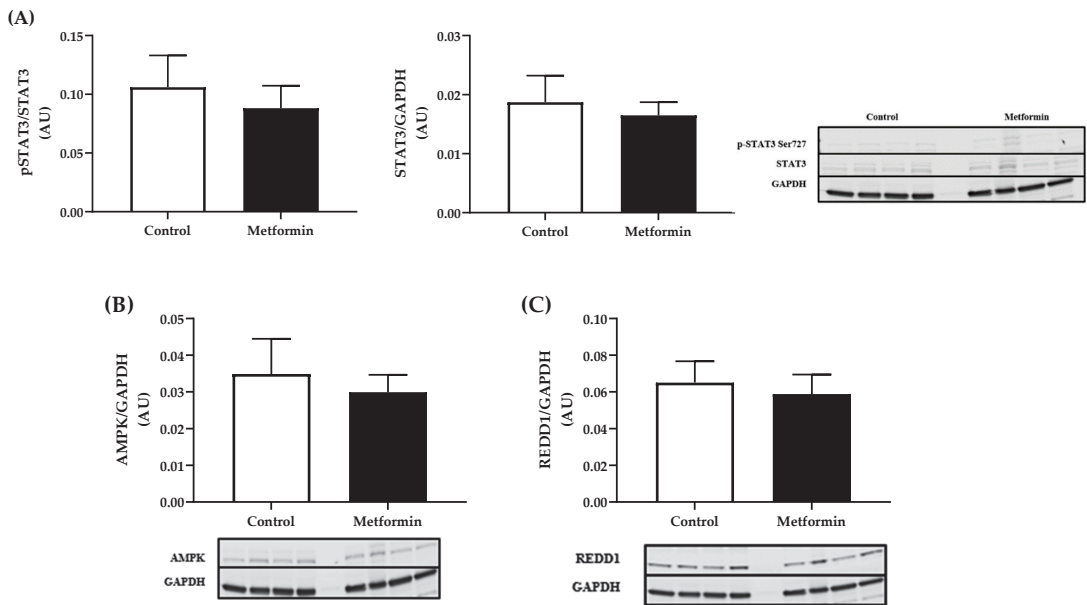 (A)
pSTAT3/STAT3
(AU)
0.15
0.10
0.05
0.00
Control
Metformin
STAT3/GAPDH
(AU)
0.03
0.02
0.01
0.00
Control
Metformin
Control
Metformin
p-STAT3 Ser727
STAT3
GAPDH
(B)
AMPK/GAPDH
(AU)
0.05
0.04
0.03
0.02
0.01
0.00
Control
Metformin
AMPK
GAPDH
(C)
REDD1/GAPDH
(AU)
0.10
0.08
0.06
0.04
0.02
0.00
Control
Metformin
REDD1
GAPDH